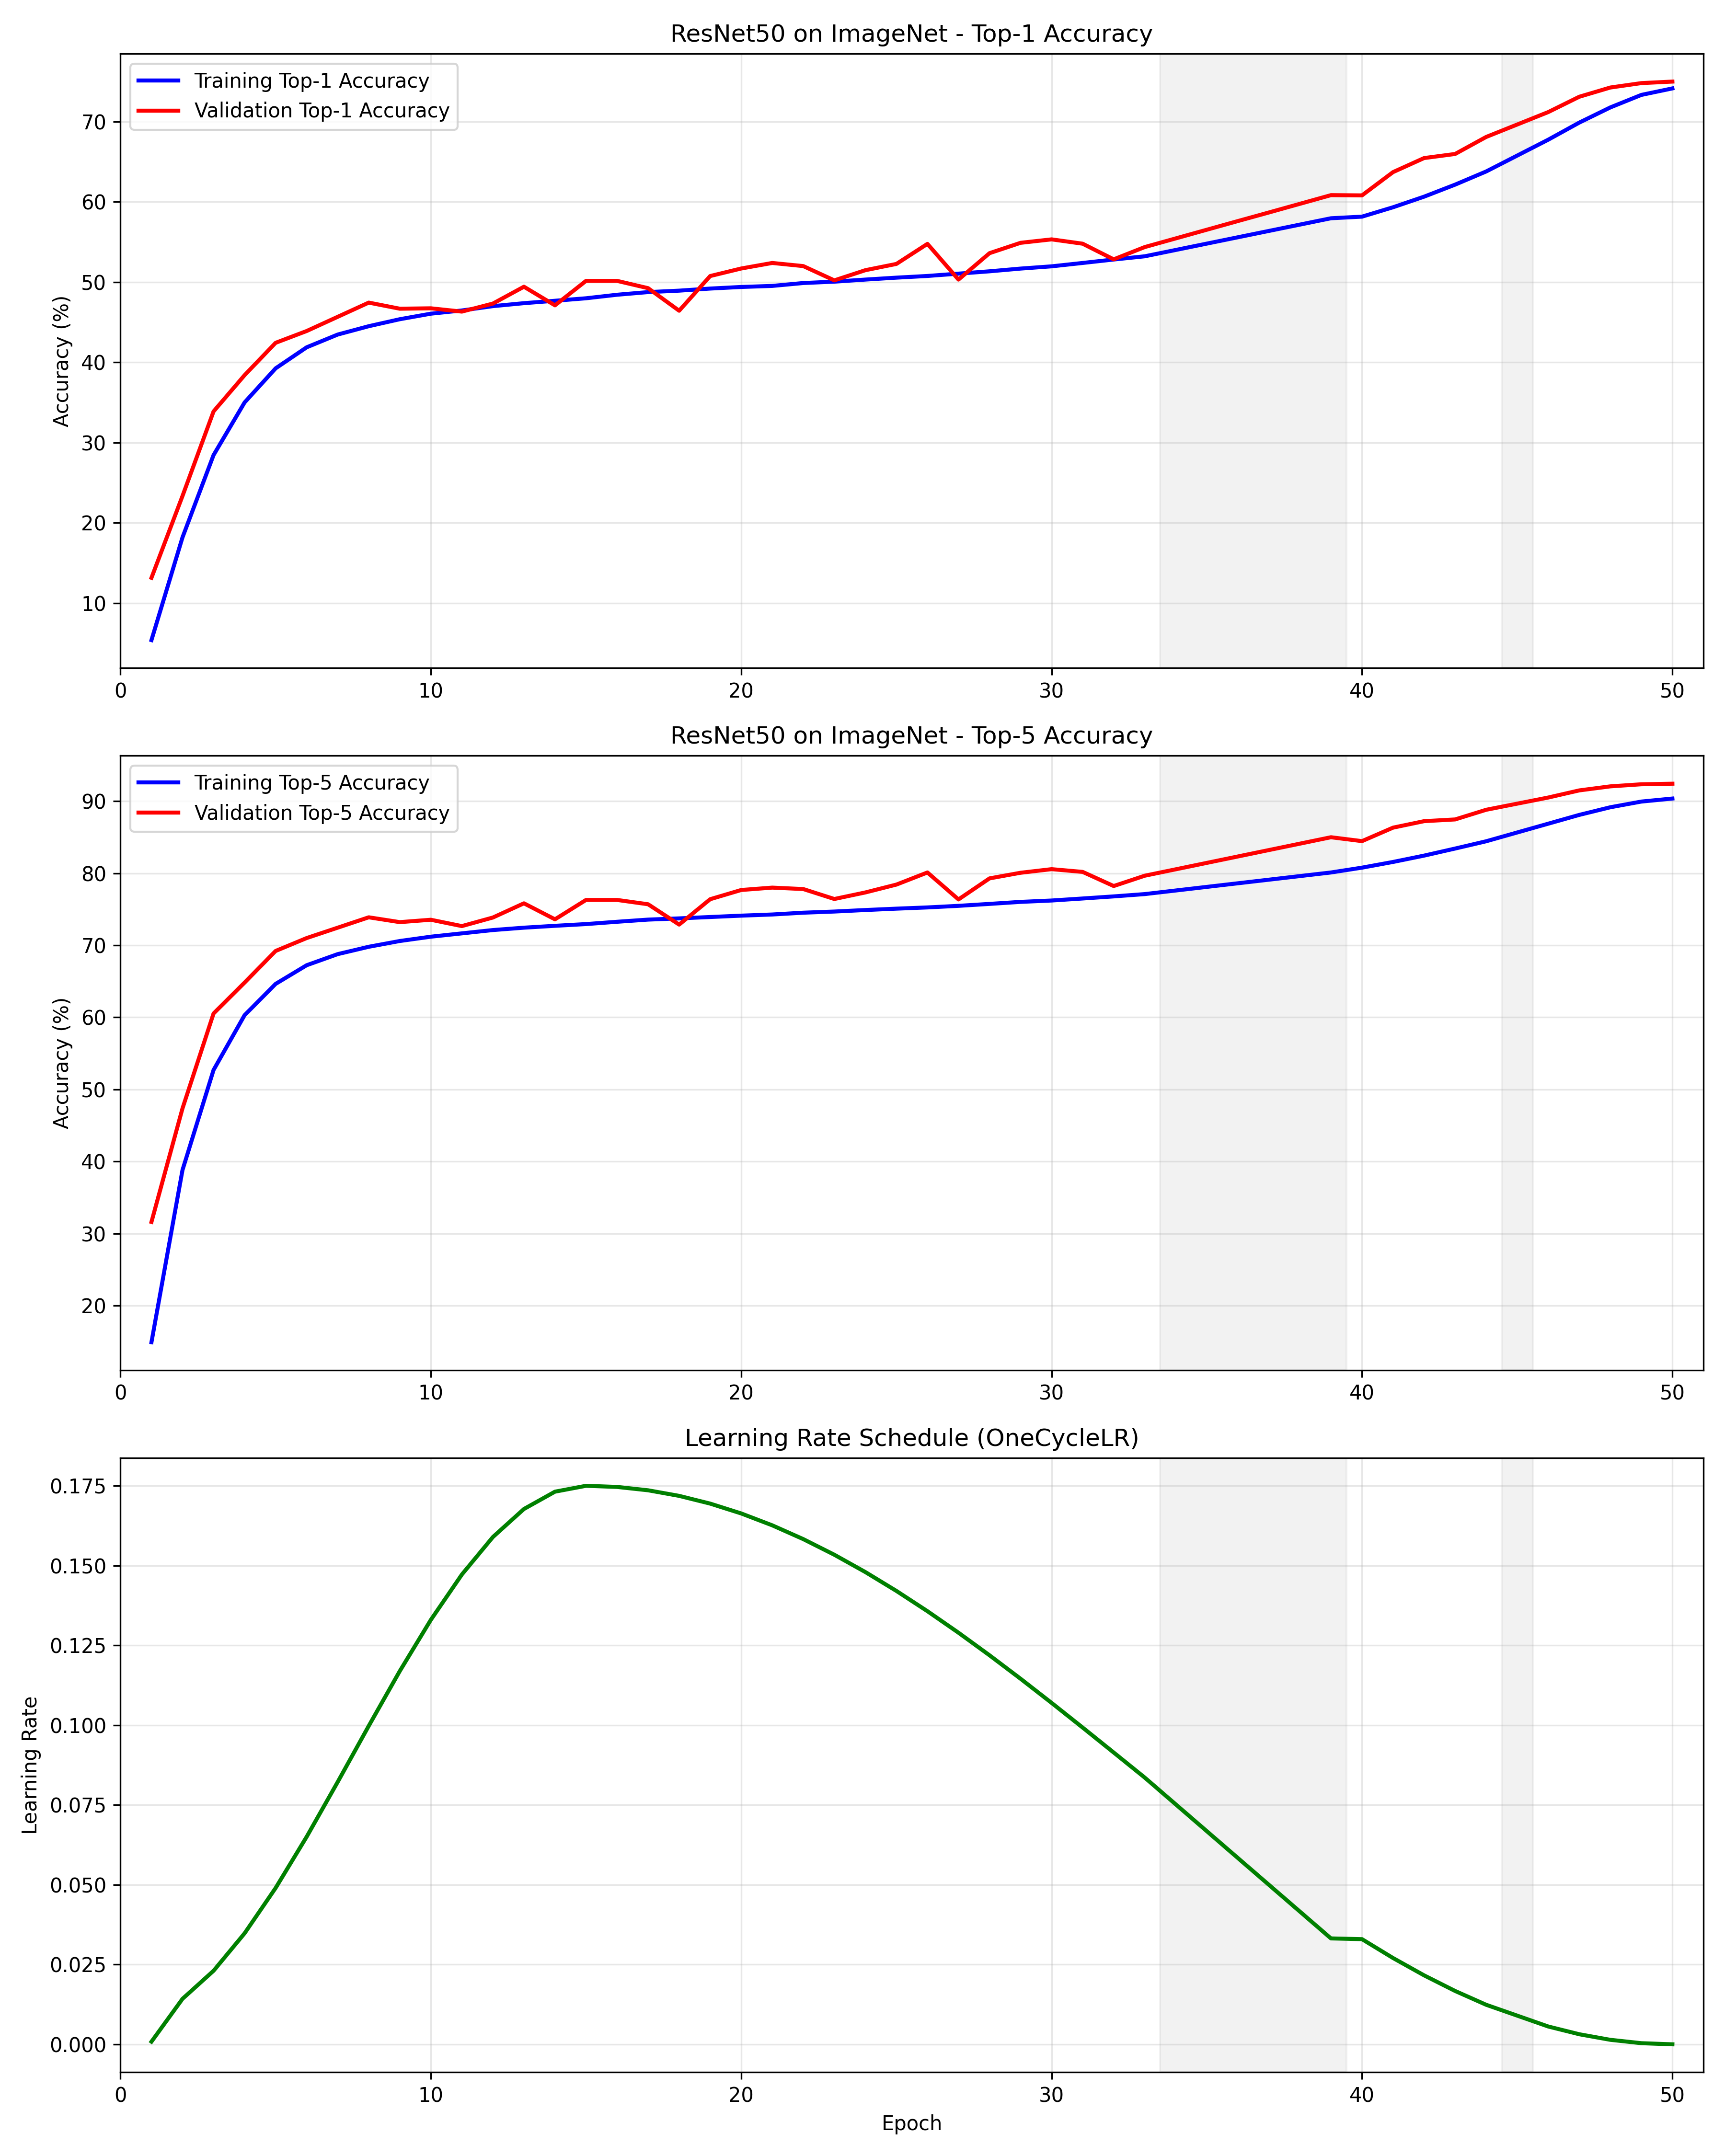 ResNet50 on ImageNet - Top-1 Accuracy
Training Top-1 Accuracy
Validation Top-1 Accuracy
Accuracy (%)
70
60
50
40
30
20
10
0 10 20 30 40 50
ResNet50 on ImageNet - Top-5 Accuracy
Training Top-5 Accuracy
Validation Top-5 Accuracy
Accuracy (%)
90
80
70
60
50
40
30
20
0 10 20 30 40 50
Learning Rate Schedule (OneCycleLR)
Learning Rate
0.175
0.150
0.125
0.100
0.075
0.050
0.025
0.000
0 10 20 30 40 50
Epoch